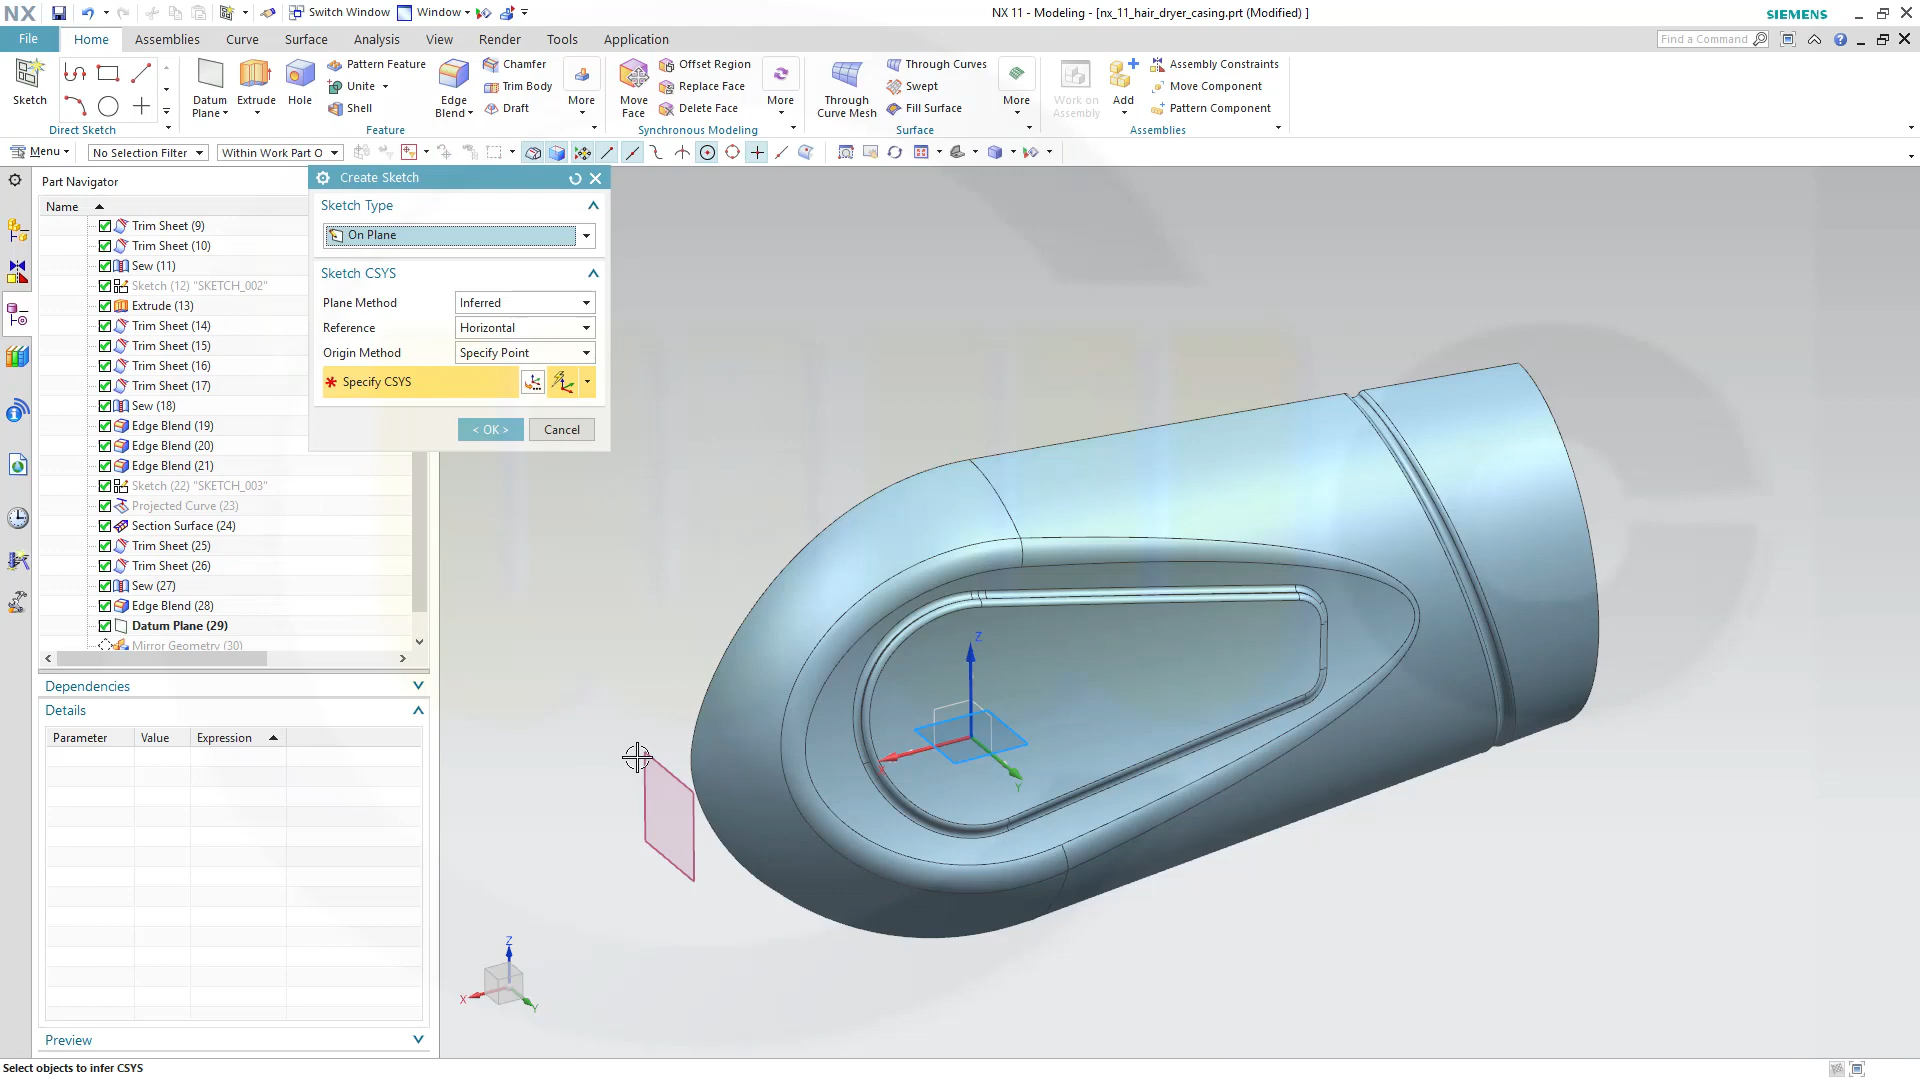 NX
Switch Window
Window
NX 11 - Modeling - [nx_11_hair_dryer_casing.prt (Modified) ]
SIEMENS
File
Home
Assemblies
Curve
Surface
Analysis
View
Render
Tools
Application
Find a Command
Sketch
Direct Sketch
Datum Plane
Extrude
Hole
Pattern Feature
Unite
Shell
Edge Blend
Chamfer
Trim Body
Draft
More
Feature
Move Face
Offset Region
Replace Face
Delete Face
More
Synchronous Modeling
Through Curve Mesh
Through Curves
Swept
Fill Surface
More
Surface
Work on Assembly
Add
Assembly Constraints
Move Component
Pattern Component
Assemblies
Menu
No Selection Filter
Within Work Part O
Part Navigator
Name
Trim Sheet (9)
Trim Sheet (10)
Sew (11)
Sketch (12) "SKETCH_002"
Extrude (13)
Trim Sheet (14)
Trim Sheet (15)
Trim Sheet (16)
Trim Sheet (17)
Sew (18)
Edge Blend (19)
Edge Blend (20)
Edge Blend (21)
Sketch (22) "SKETCH_003"
Projected Curve (23)
Section Surface (24)
Trim Sheet (25)
Trim Sheet (26)
Sew (27)
Edge Blend (28)
Datum Plane (29)
Mirror Geometry (30)
Dependencies
Details
Parameter
Value
Expression
Preview
Create Sketch
Sketch Type
On Plane
Sketch CSYS
Plane Method
Inferred
Reference
Horizontal
Origin Method
Specify Point
* Specify CSYS
< OK >
Cancel
Z
Y
Z
X
Y
Select objects to infer CSYS